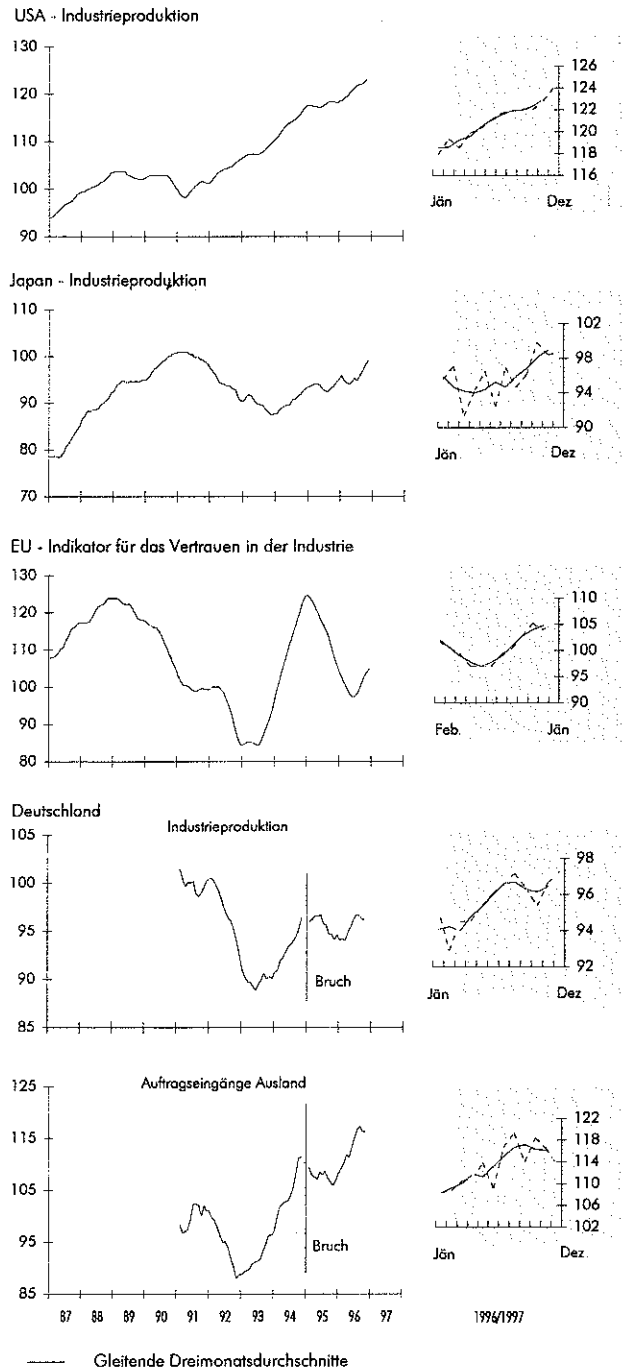 USA - Industrieproduktion
130
120
110
100
90
126
124
122
120
118
116
Jän
Dez
Japan - Industrieproduktion
110
100
90
80
70
102
98
94
90
Jän
Dez
EU - Indikator für das Vertrauen in der Industrie
130
120
110
100
90
80
110
105
100
95
90
Feb.
Jän
Deutschland
Industrieproduktion
105
100
95
90
85
Bruch
98
96
94
92
Jän
Dez
Auftragseingänge Ausland
125
115
105
95
85
Bruch
122
118
114
110
106
102
Jän
Dez.
87 88 89 90 91 92 93 94 95 96 97
1996/1997
Gleitende Dreimonatsdurchschnitte